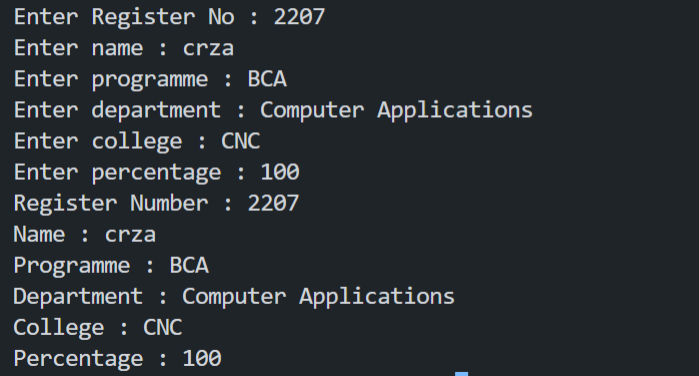 Enter Register No : 2207
Enter name : crza
Enter programme : BCA
Enter department : Computer Applications
Enter college : CNC
Enter percentage : 100
Register Number : 2207
Name : crza
Programme : BCA
Department : Computer Applications
College : CNC
Percentage : 100